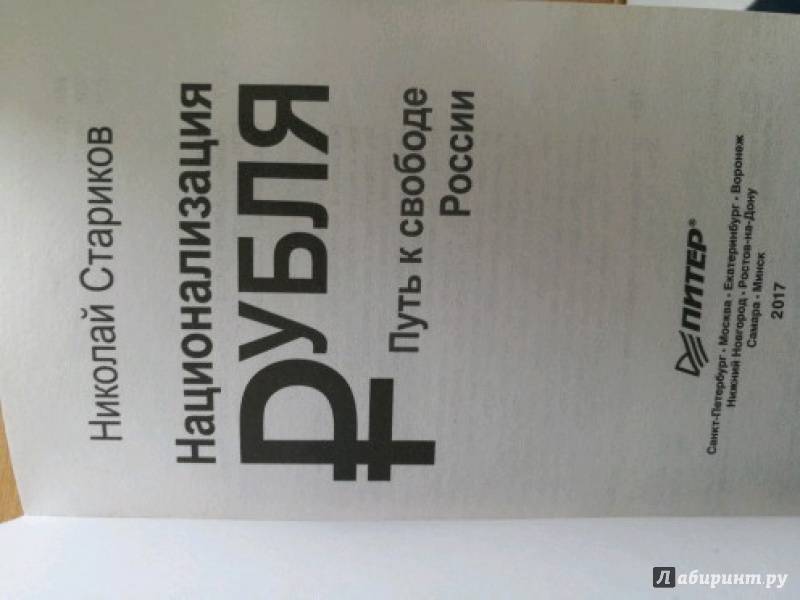 Николай Стариков
Национализация
₽УБЛЯ
Путь к свободе
России
ПИТЕР®
Санкт-Петербург • Москва • Екатеринбург • Воронеж
Нижний Новгород • Ростов-на-Дону
Самара • Минск
2017
Лабиринт.ру